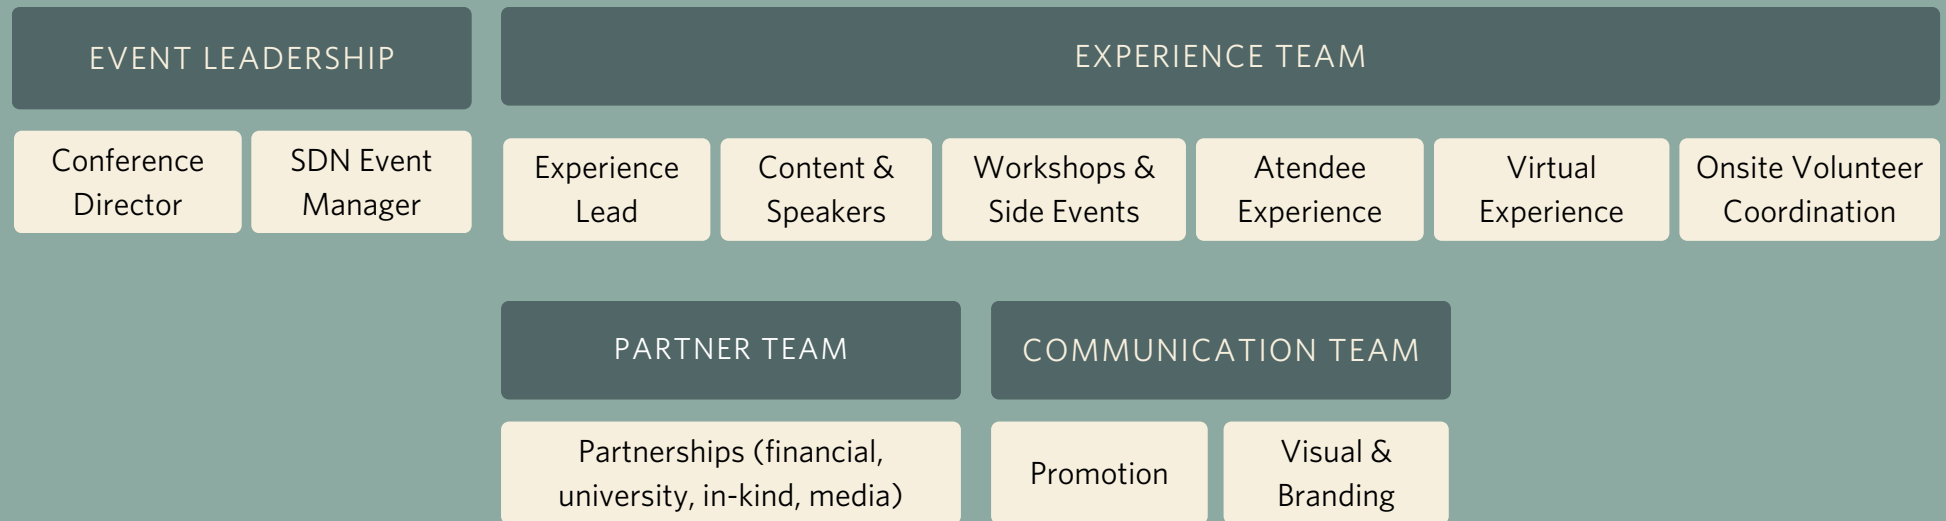 EVENT LEADERSHIP
Conference
Director
SDN Event
Manager
EXPERIENCE TEAM
Experience
Lead
Content &
Speakers
Workshops &
Side Events
Atendee
Experience
Virtual
Experience
Onsite Volunteer
Coordination
PARTNER TEAM
Partnerships (financial,
university, in-kind, media)
COMMUNICATION TEAM
Promotion
Visual &
Branding